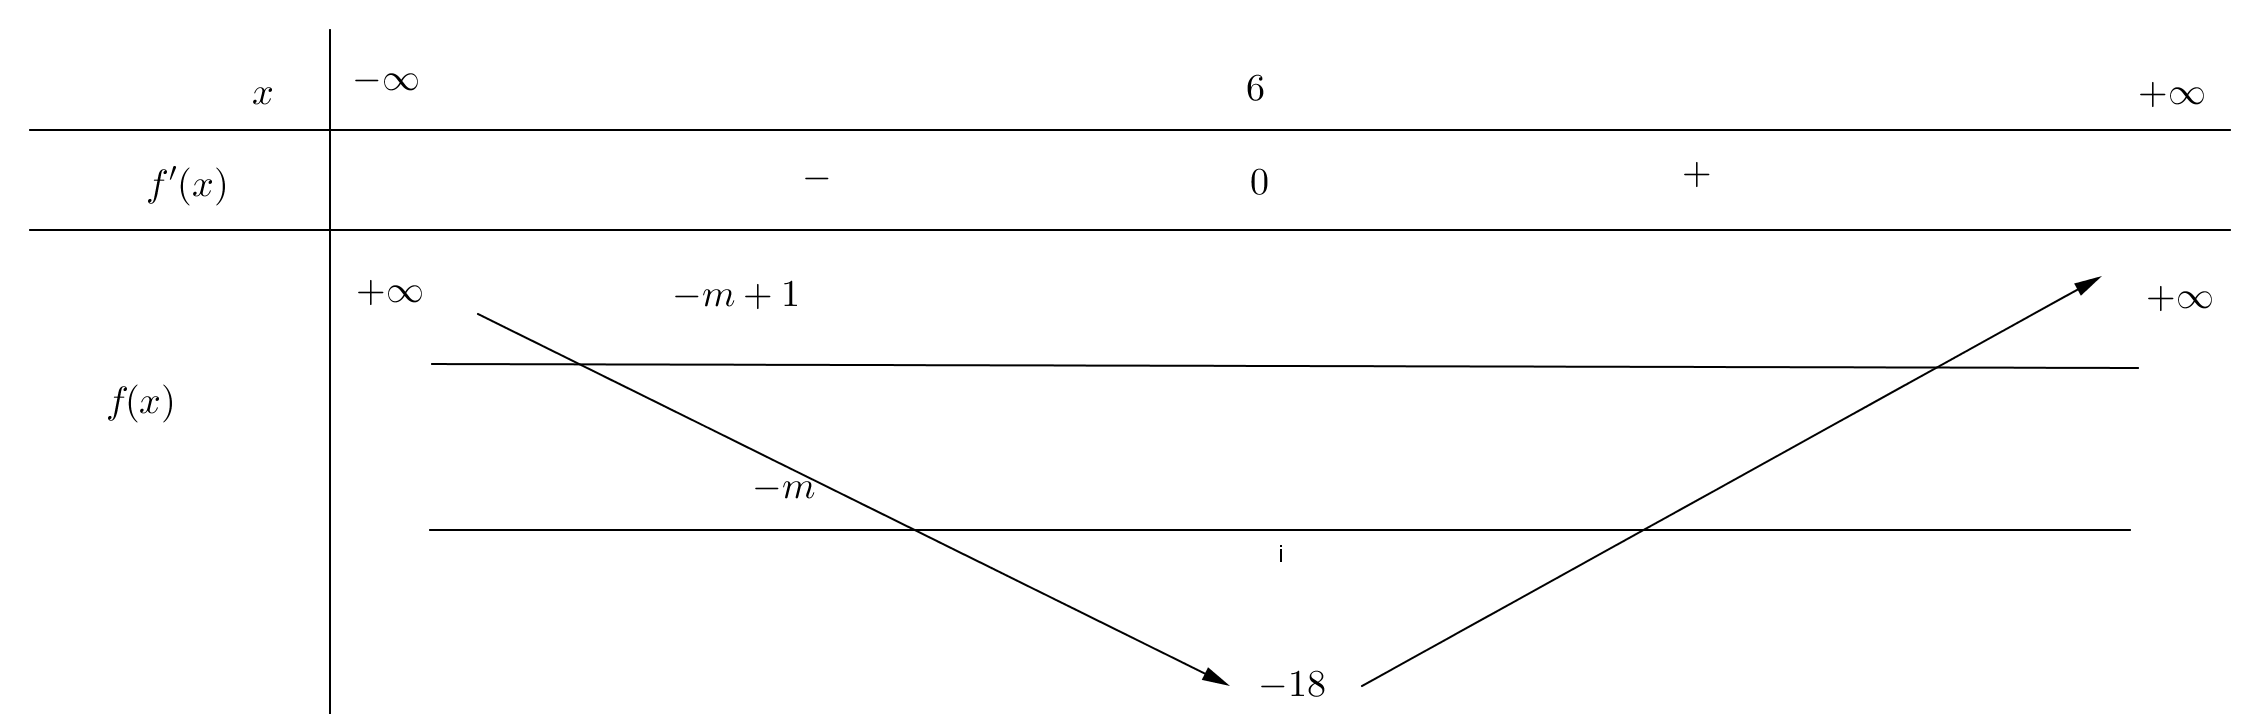 x −∞ 6 +∞
f′(x) − 0 +
+∞ −m + 1 +∞
f(x)
−m
i
−18